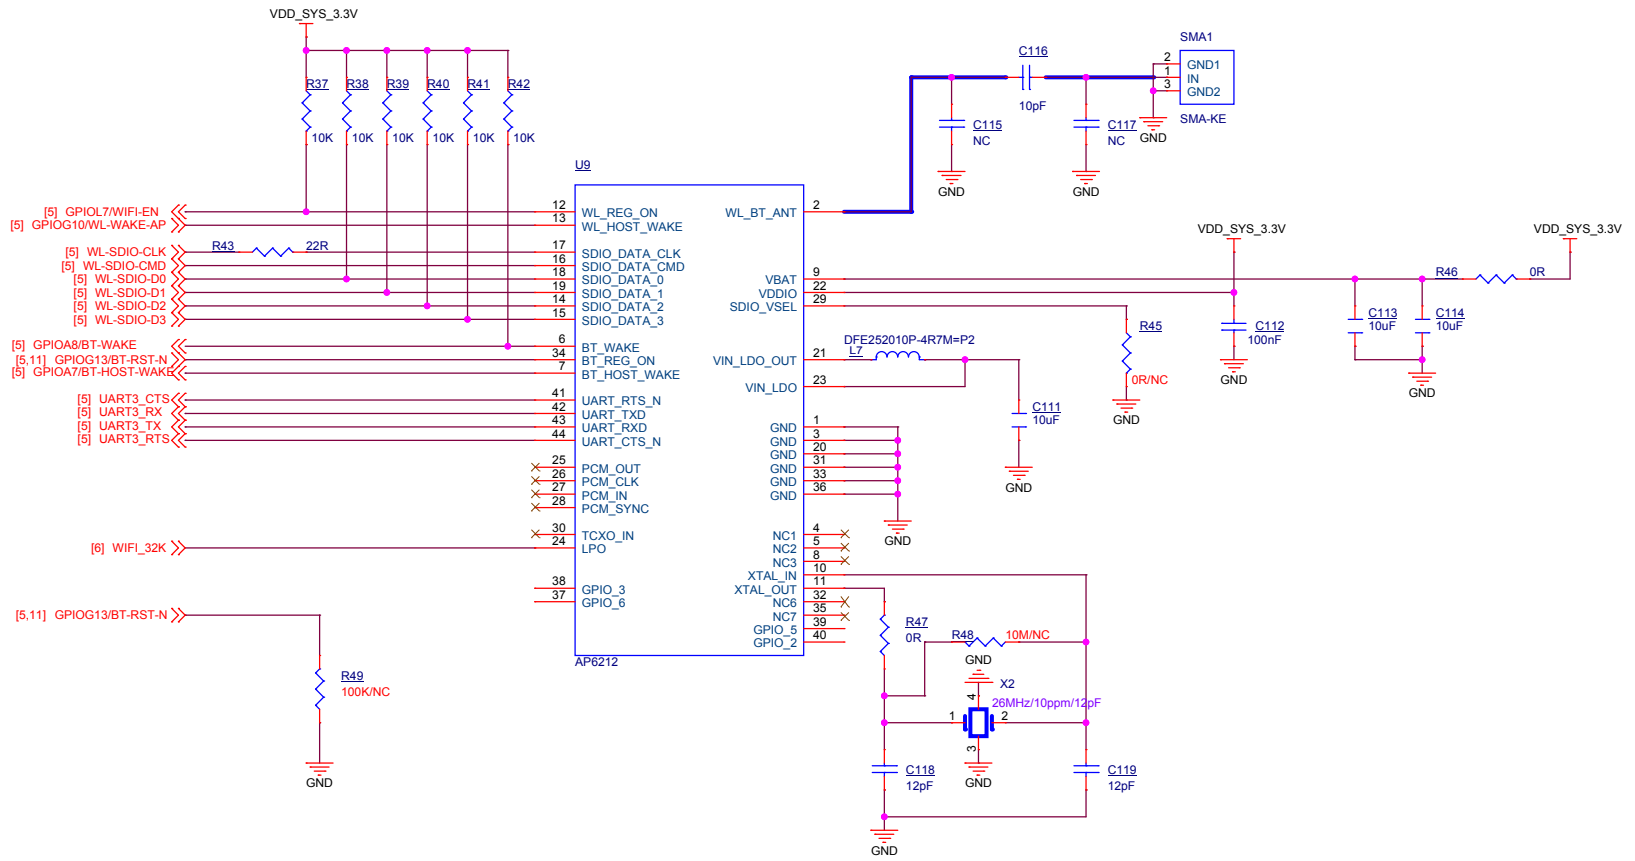 VDD_SYS_3.3V
R37 R38 R39 R40 R41 R42
10K 10K 10K 10K 10K 10K
C116
10pF
C115
NC
C117
NC
GND
GND
SMA1
2 GND1
1 IN
3 GND2
SMA-KE
GND
U9
[5] GPIOL7/WIFI-EN 12 WL_REG_ON
[5] GPIOG10/WL-WAKE-AP 13 WL_HOST_WAKE
[5] WL-SDIO-CLK R43 22R 17 SDIO_DATA_CLK
[5] WL-SDIO-CMD 16 SDIO_DATA_CMD
[5] WL-SDIO-D0 18 SDIO_DATA_0
[5] WL-SDIO-D1 19 SDIO_DATA_1
[5] WL-SDIO-D2 14 SDIO_DATA_2
[5] WL-SDIO-D3 15 SDIO_DATA_3
[5] GPIOA8/BT-WAKE 6 BT_WAKE
[5,11] GPIOG13/BT-RST-N 34 BT_REG_ON
[5] GPIOA7/BT-HOST-WAKE 7 BT_HOST_WAKE
[5] UART3_CTS 41 UART_RTS_N
[5] UART3_RX 42 UART_TXD
[5] UART3_TX 43 UART_RXD
[5] UART3_RTS 44 UART_CTS_N
25 PCM_OUT
26 PCM_CLK
27 PCM_IN
28 PCM_SYNC
30 TCXO_IN
[6] WIFI_32K 24 LPO
38 GPIO_3
37 GPIO_6
[5,11] GPIOG13/BT-RST-N
R49
100K/NC
GND
WL_BT_ANT 2
VBAT 9
VDDIO 22
SDIO_VSEL 29
VIN_LDO_OUT 21
VIN_LDO 23
GND 1
GND 3
GND 20
GND 31
GND 33
GND 36
NC1 4
NC2 5
NC3 8
XTAL_IN 10
XTAL_OUT 11
NC6 32
NC7 35
GPIO_5 39
GPIO_2 40
AP6212
VDD_SYS_3.3V
VDD_SYS_3.3V
R46 0R
C113
10uF
C114
10uF
GND
C112
100nF
GND
R45
0R/NC
GND
DFE252010P-4R7M=P2
L7
C111
10uF
GND
GND
R47
0R
R48 10M/NC
GND
X2
26MHz/10ppm/12pF
4
1 2
3
GND
C118
12pF
C119
12pF
GND